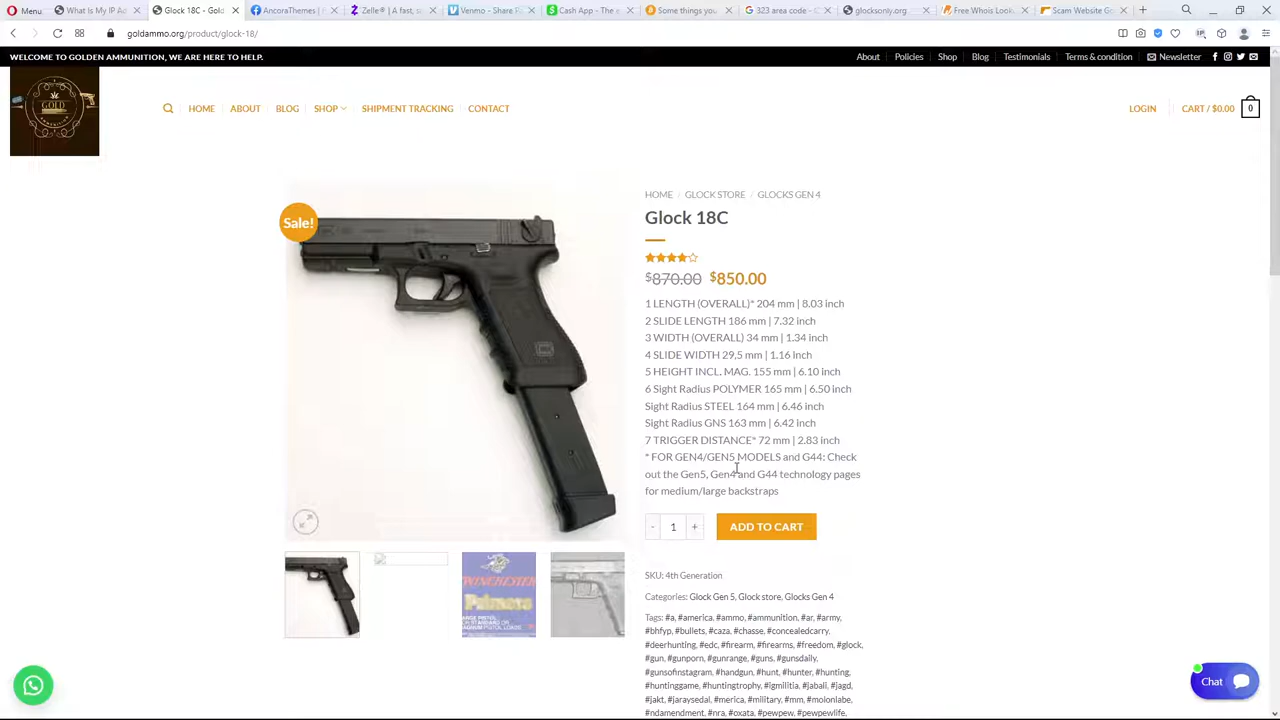 Menu
What Is My IP Ad
Glock 18C - Gold
AncoraThemes | F
Zelle® | A fast, s
Venmo - Share P
Cash App - The e
Some things you
323 area code - G
glocksonly.org
Free Whois Look
Scam Website Ge
goldammo.org/product/glock-18/
WELCOME TO GOLDEN AMMUNITION, WE ARE HERE TO HELP.
About
Policies
Shop
Blog
Testimonials
Terms & condition
Newsletter
GOLD
HOME
ABOUT
BLOG
SHOP
SHIPMENT TRACKING
CONTACT
LOGIN
CART / $0.00
0
HOME / GLOCK STORE / GLOCKS GEN 4
Glock 18C
Sale!
$870.00 $850.00
1 LENGTH (OVERALL)* 204 mm | 8.03 inch
2 SLIDE LENGTH 186 mm | 7.32 inch
3 WIDTH (OVERALL) 34 mm | 1.34 inch
4 SLIDE WIDTH 29,5 mm | 1.16 inch
5 HEIGHT INCL. MAG. 155 mm | 6.10 inch
6 Sight Radius POLYMER 165 mm | 6.50 inch
Sight Radius STEEL 164 mm | 6.46 inch
Sight Radius GNS 163 mm | 6.42 inch
7 TRIGGER DISTANCE* 72 mm | 2.83 inch
* FOR GEN4/GEN5 MODELS and G44: Check
out the Gen5, Gen4 and G44 technology pages
for medium/large backstraps
- 1 +
ADD TO CART
WINCHESTER
Primers
SKU: 4th Generation
Categories: Glock Gen 5, Glock store, Glocks Gen 4
Tags: #a, #america, #ammo, #ammunition, #ar, #army,
#bhfyp, #bullets, #caza, #chasse, #concealedcarry,
#deerhunting, #edc, #firearm, #firearms, #freedom, #glock,
#gun, #gunporn, #gunrange, #guns, #gunsdaily,
#gunsofinstagram, #handgun, #hunt, #hunter, #hunting,
#huntinggame, #huntingtrophy, #igmilitia, #jabali, #jagd,
#jakt, #jaraysedal, #merica, #military, #mm, #molonlabe,
#ndamendment, #nra, #oxata, #pewpew, #pewpewlife,
Chat